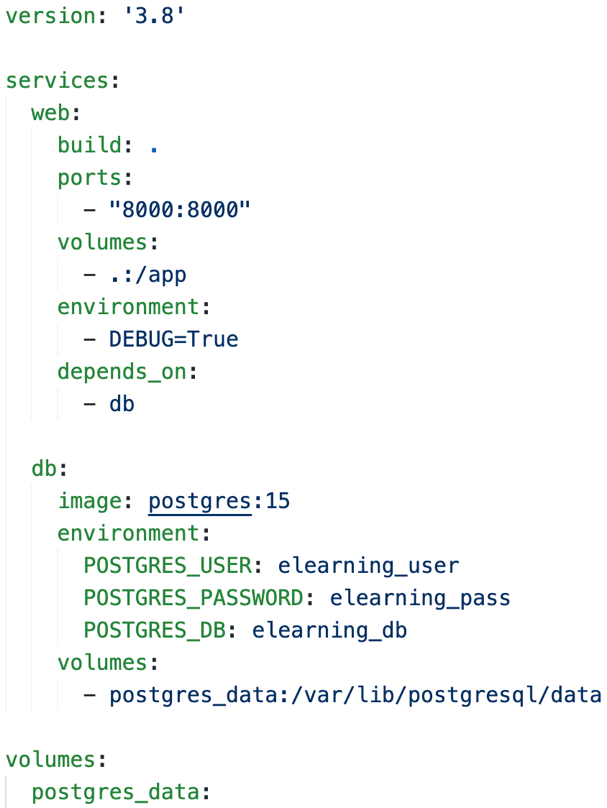 version: '3.8'

services:
  web:
    build: .
    ports:
      - "8000:8000"
    volumes:
      - .:/app
    environment:
      - DEBUG=True
    depends_on:
      - db

  db:
    image: postgres:15
    environment:
      POSTGRES_USER: elearning_user
      POSTGRES_PASSWORD: elearning_pass
      POSTGRES_DB: elearning_db
    volumes:
      - postgres_data:/var/lib/postgresql/data

volumes:
  postgres_data: